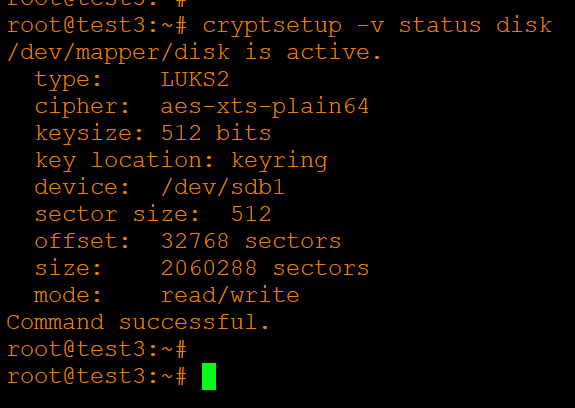 root@test3:~#
root@test3:~# cryptsetup -v status disk
/dev/mapper/disk is active.
  type:    LUKS2
  cipher:  aes-xts-plain64
  keysize: 512 bits
  key location: keyring
  device:  /dev/sdb1
  sector size:  512
  offset:  32768 sectors
  size:    2060288 sectors
  mode:    read/write
Command successful.
root@test3:~#
root@test3:~#